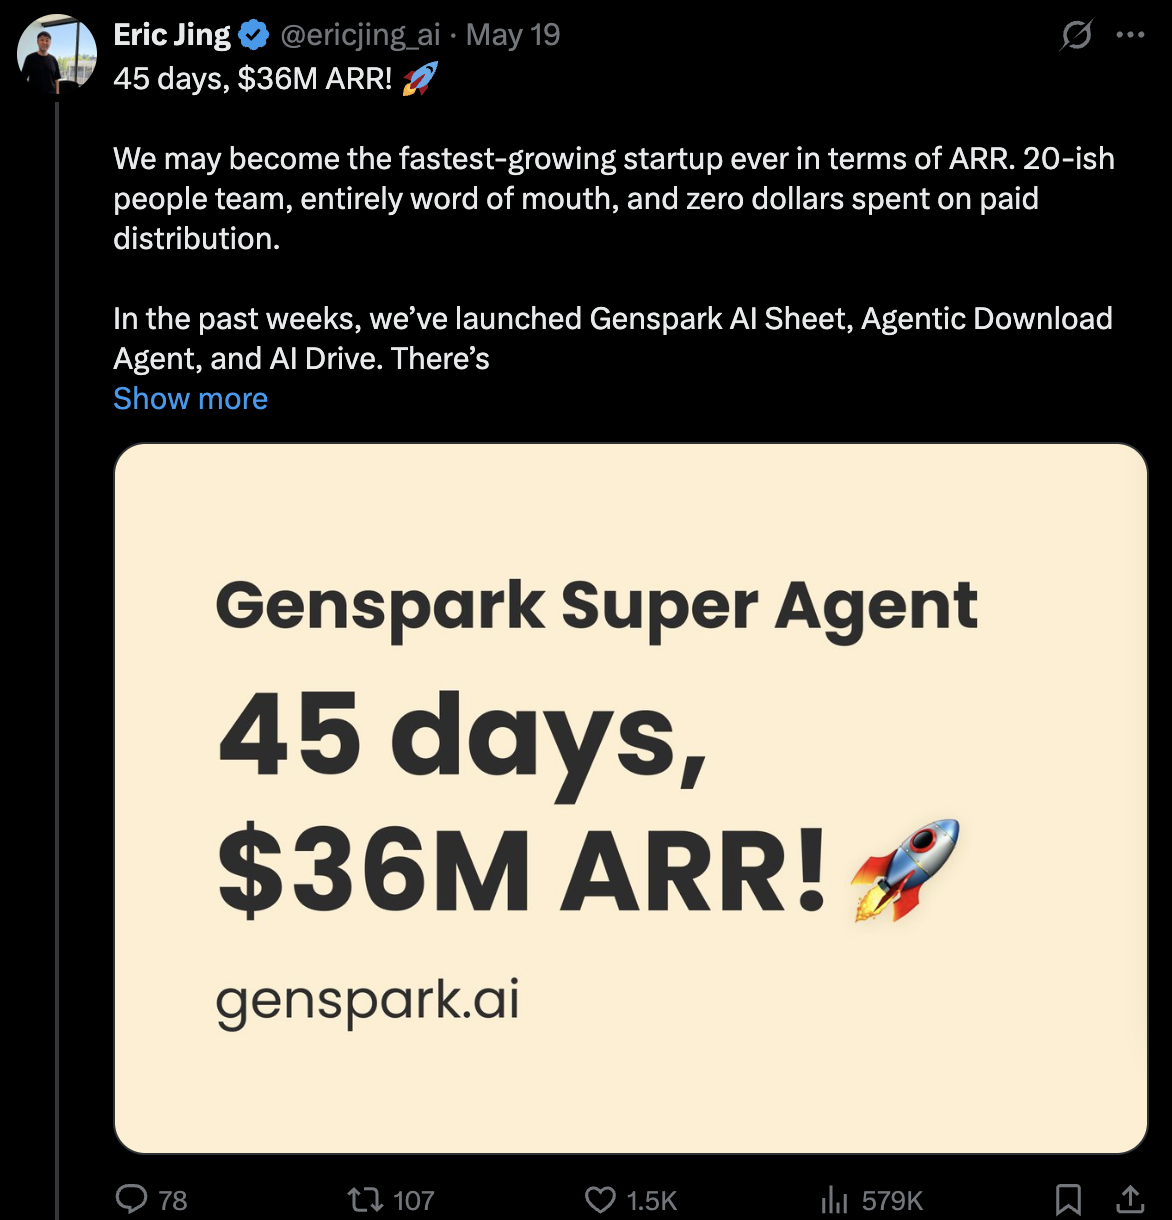 Eric Jing @ericjing_ai · May 19
45 days, $36M ARR! 🚀
We may become the fastest-growing startup ever in terms of ARR. 20-ish
people team, entirely word of mouth, and zero dollars spent on paid
distribution.
In the past weeks, we’ve launched Genspark AI Sheet, Agentic Download
Agent, and AI Drive. There’s
Show more
Genspark Super Agent
45 days,
$36M ARR! 🚀
genspark.ai
78 107 1.5K 579K